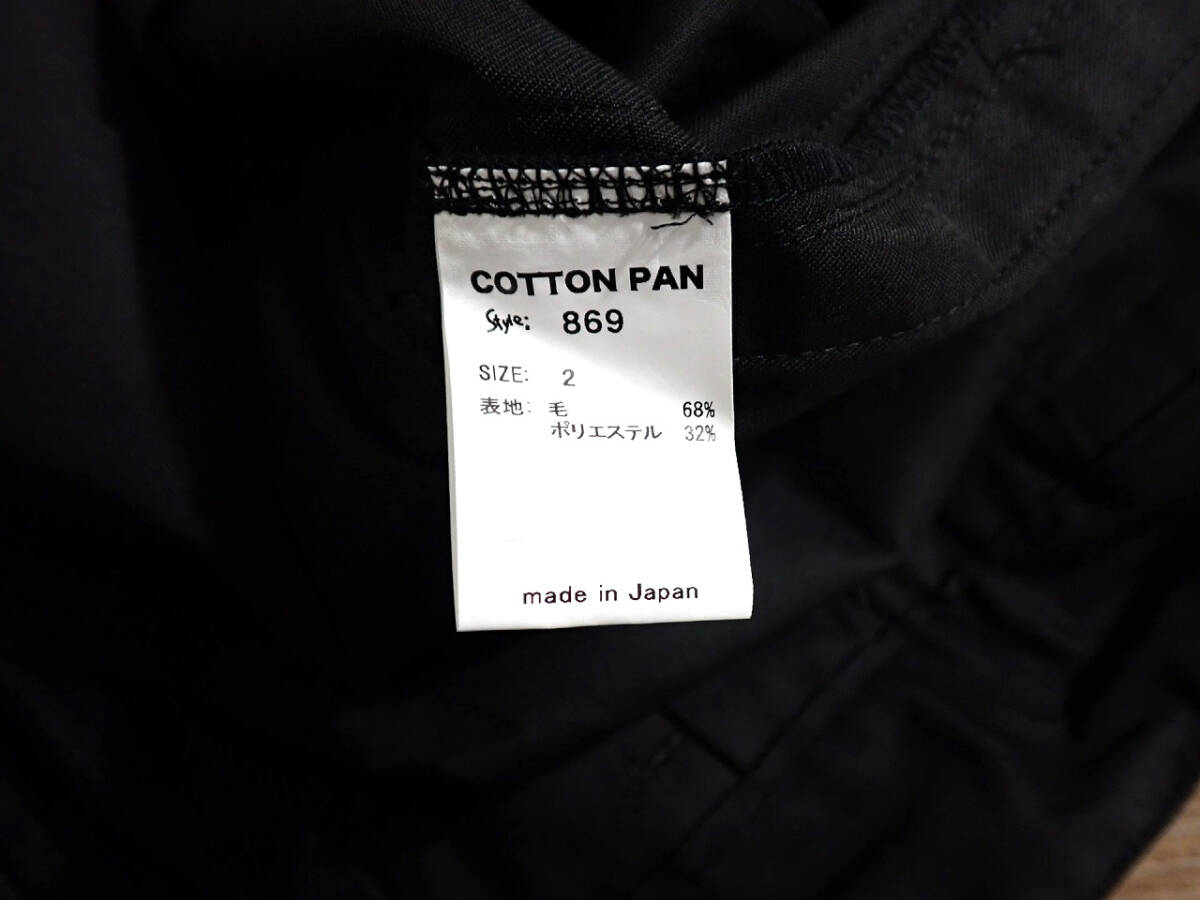 COTTON PAN
Style: 869
SIZE: 2
表地: 毛 68%
ポリエステル 32%
made in Japan